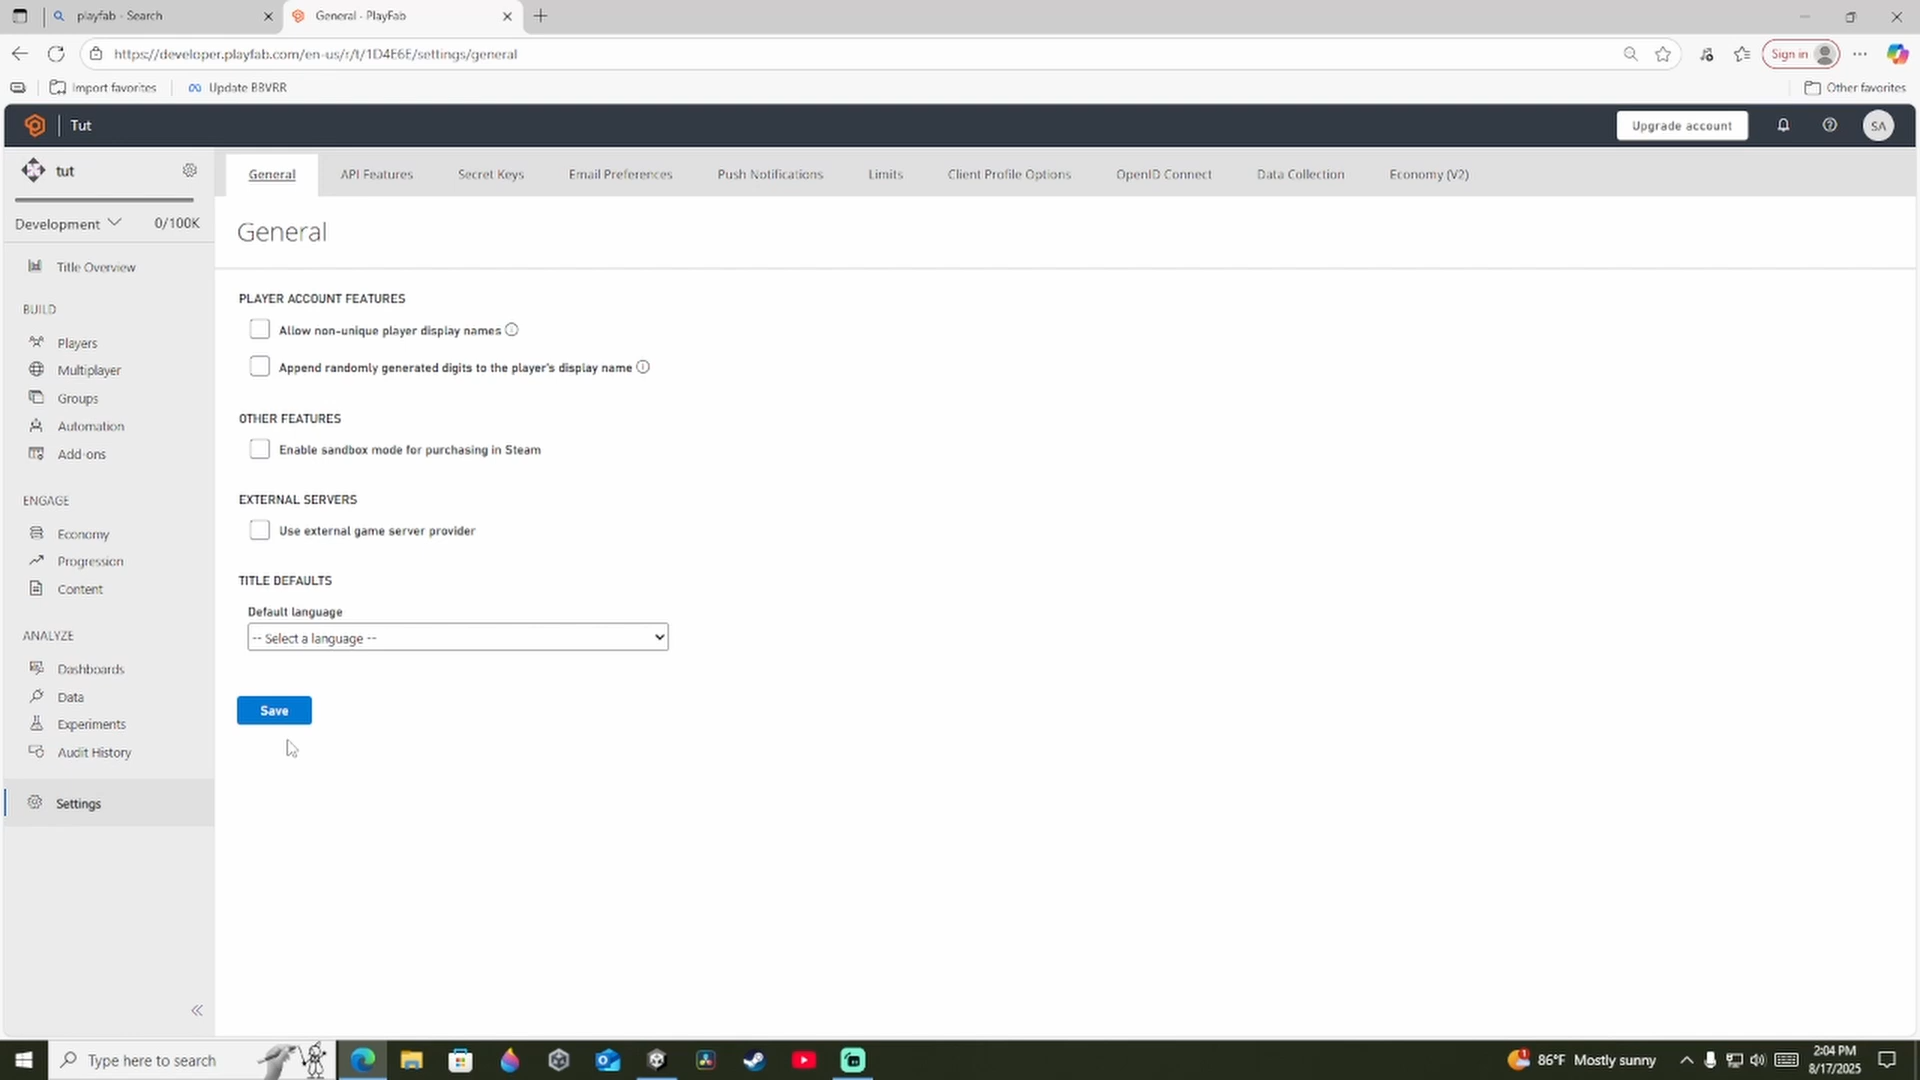 playfab - Search
General - PlayFab
https://developer.playfab.com/en-us/r/t/1D4E6E/settings/general
Sign in
Import favorites
Update BBVRR
Other favorites
Tut
Upgrade account
SA
tut
Development
0/100K
Title Overview
BUILD
Players
Multiplayer
Groups
Automation
Add-ons
ENGAGE
Economy
Progression
Content
ANALYZE
Dashboards
Data
Experiments
Audit History
Settings
General
API Features
Secret Keys
Email Preferences
Push Notifications
Limits
Client Profile Options
OpenID Connect
Data Collection
Economy (V2)
General
PLAYER ACCOUNT FEATURES
Allow non-unique player display names
Append randomly generated digits to the player's display name
OTHER FEATURES
Enable sandbox mode for purchasing in Steam
EXTERNAL SERVERS
Use external game server provider
TITLE DEFAULTS
Default language
-- Select a language --
Save
Type here to search
86°F Mostly sunny
2:04 PM
8/17/2025